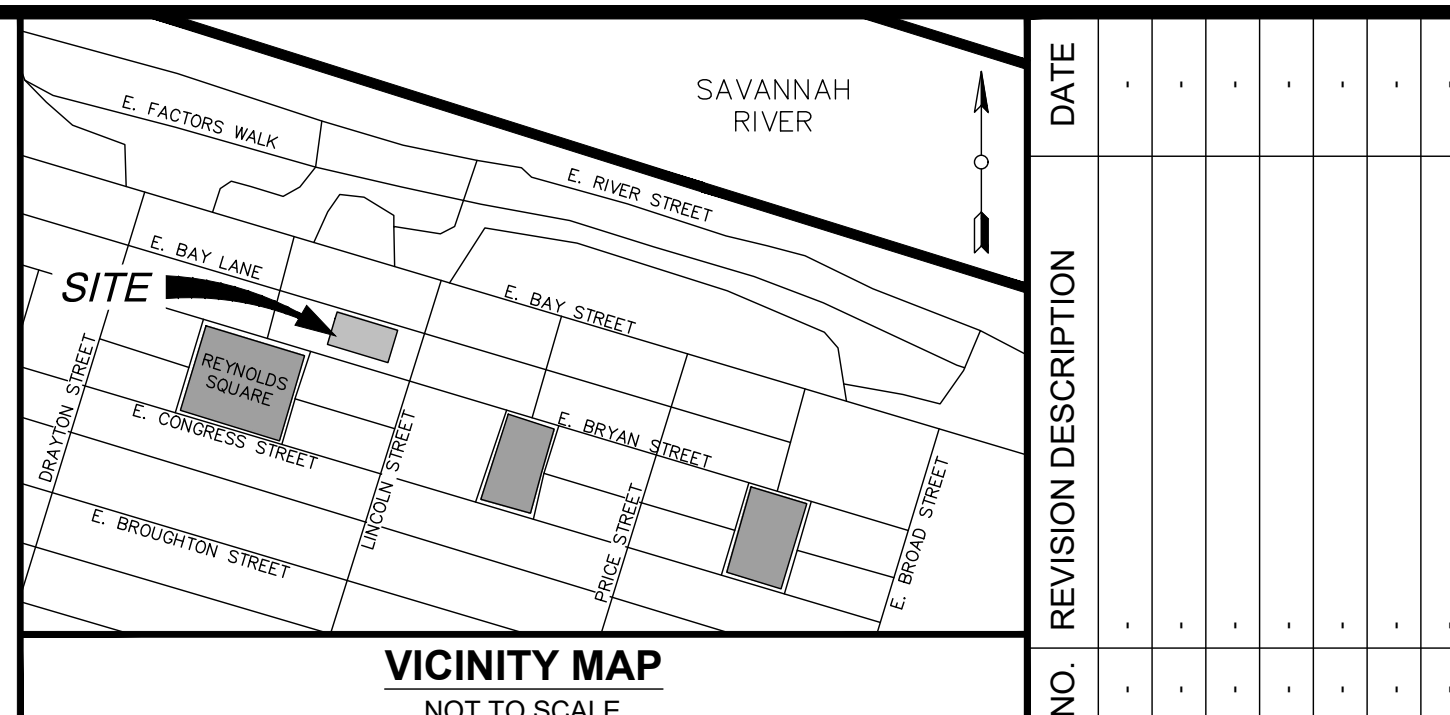 SAVANNAH
RIVER
E. FACTORS WALK
E. RIVER STREET
E. BAY LANE
SITE
E. BAY STREET
REYNOLDS
SQUARE
DRAYTON STREET
E. CONGRESS STREET
LINCOLN STREET
E. BRYAN STREET
E. BROUGHTON STREET
PRICE STREET
E. BROAD STREET
VICINITY MAP
NOT TO SCALE
NO.
REVISION DESCRIPTION
DATE